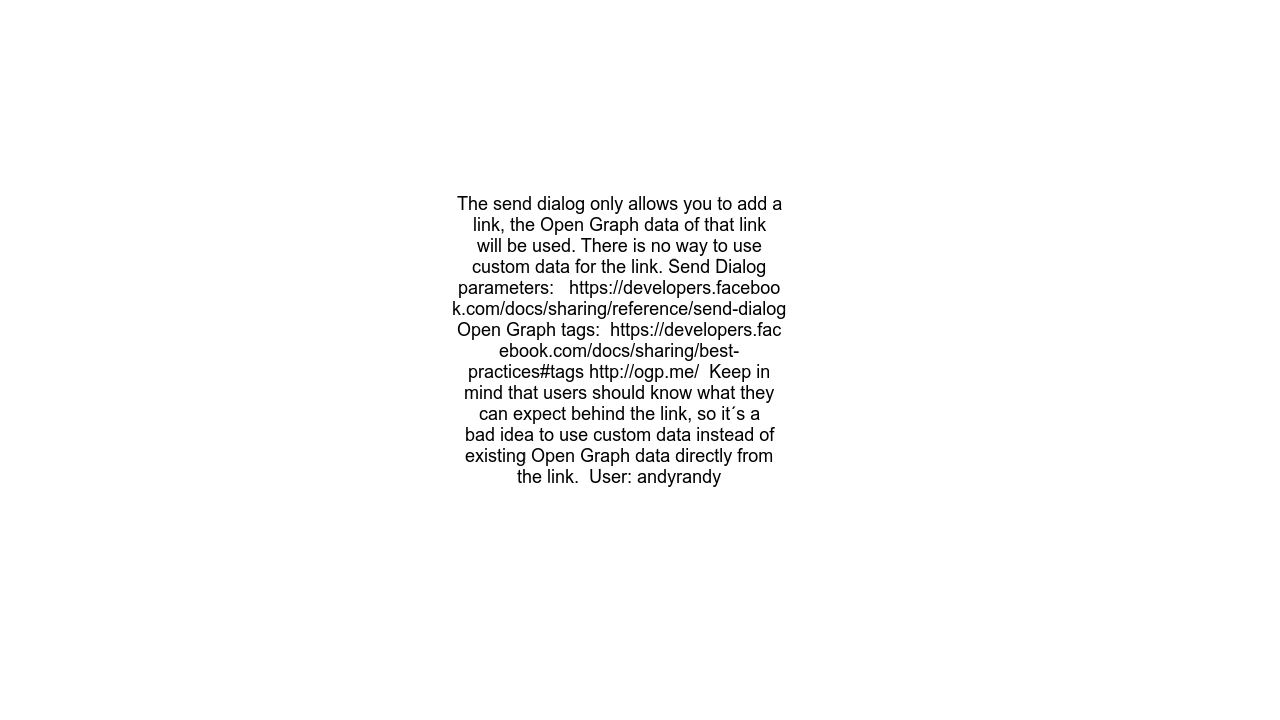 The send dialog only allows you to add a
link, the Open Graph data of that link
will be used. There is no way to use
custom data for the link. Send Dialog
parameters:   https://developers.faceboo
k.com/docs/sharing/reference/send-dialog
Open Graph tags:  https://developers.fac
ebook.com/docs/sharing/best-
practices#tags http://ogp.me/  Keep in
mind that users should know what they
can expect behind the link, so it´s a
bad idea to use custom data instead of
existing Open Graph data directly from
the link.  User: andyrandy